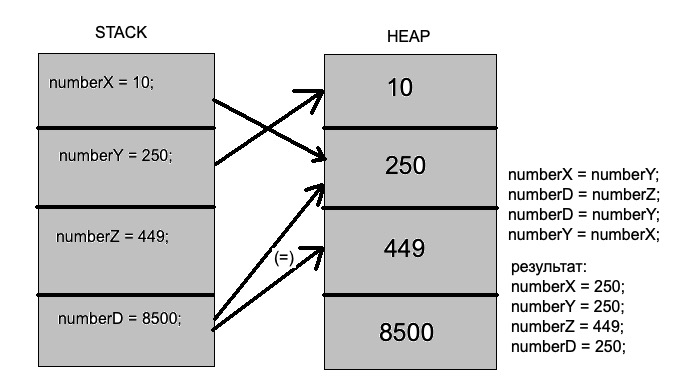 STACK
HEAP
numberX = 10;
10
numberY = 250;
250
numberZ = 449;
449
(=)
numberD = 8500;
8500
numberX = numberY;
numberD = numberZ;
numberD = numberY;
numberY = numberX;
результат:
numberX = 250;
numberY = 250;
numberZ = 449;
numberD = 250;